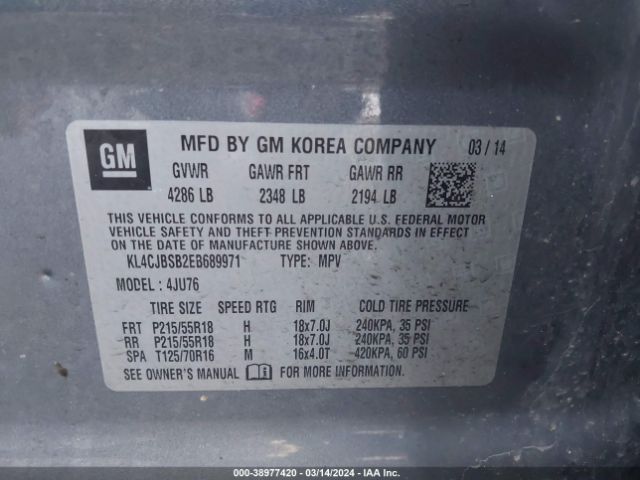 GM
MFD BY GM KOREA COMPANY 03/14
GVWR GAWR FRT GAWR RR
4286 LB 2348 LB 2194 LB
THIS VEHICLE CONFORMS TO ALL APPLICABLE U.S. FEDERAL MOTOR
VEHICLE SAFETY AND THEFT PREVENTION STANDARDS IN EFFECT
ON THE DATE OF MANUFACTURE SHOWN ABOVE.
KL4CJBSB2EB689971 TYPE: MPV
MODEL : 4JU76
TIRE SIZE SPEED RTG RIM COLD TIRE PRESSURE
FRT P215/55R18 H 18x7.0J 240KPA, 35 PSI
RR P215/55R18 H 18x7.0J 240KPA, 35 PSI
SPA T125/70R16 M 16x4.0T 420KPA, 60 PSI
SEE OWNER'S MANUAL FOR MORE INFORMATION.
000-38977420 - 03/14/2024 - IAA Inc.